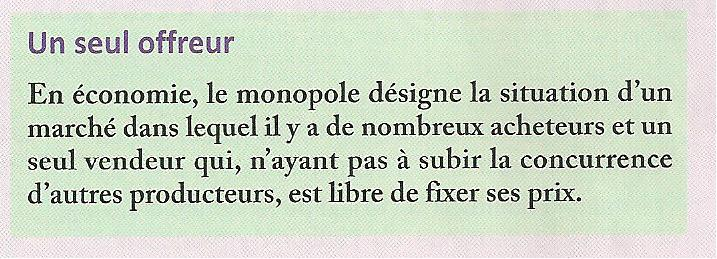 Un seul offreur
En économie, le monopole désigne la situation d'un
marché dans lequel il y a de nombreux acheteurs et un
seul vendeur qui, n'ayant pas à subir la concurrence
d'autres producteurs, est libre de fixer ses prix.